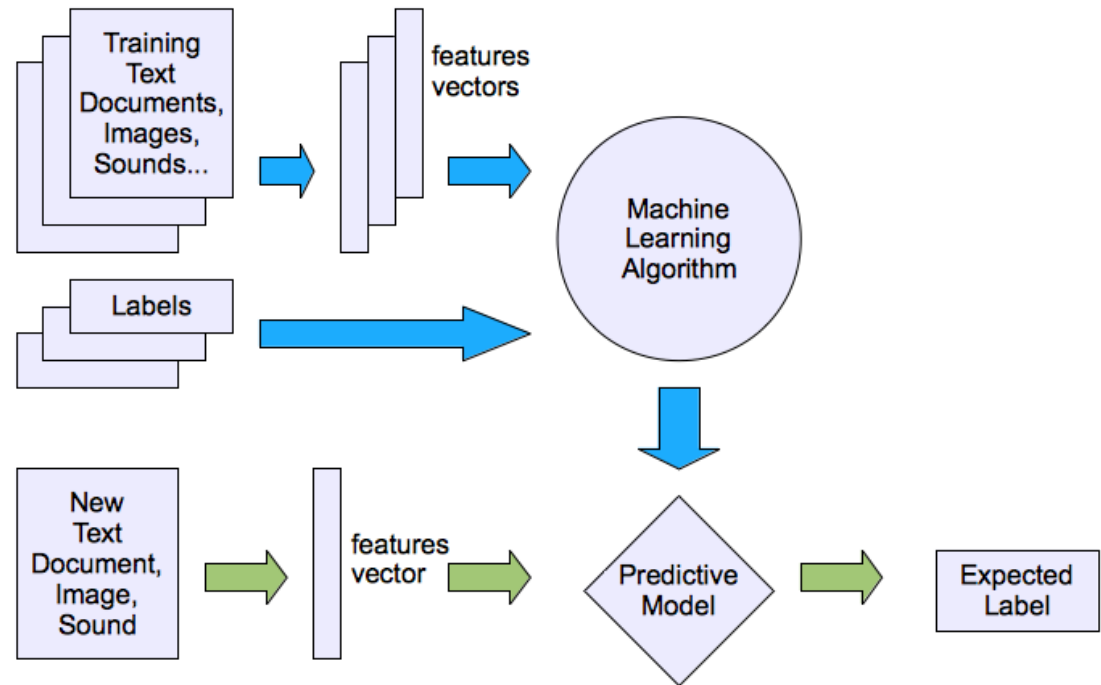 Training
Text
Documents,
Images,
Sounds...
features
vectors
Machine
Learning
Algorithm
Labels
New
Text
Document,
Image,
Sound
features
vector
Predictive
Model
Expected
Label